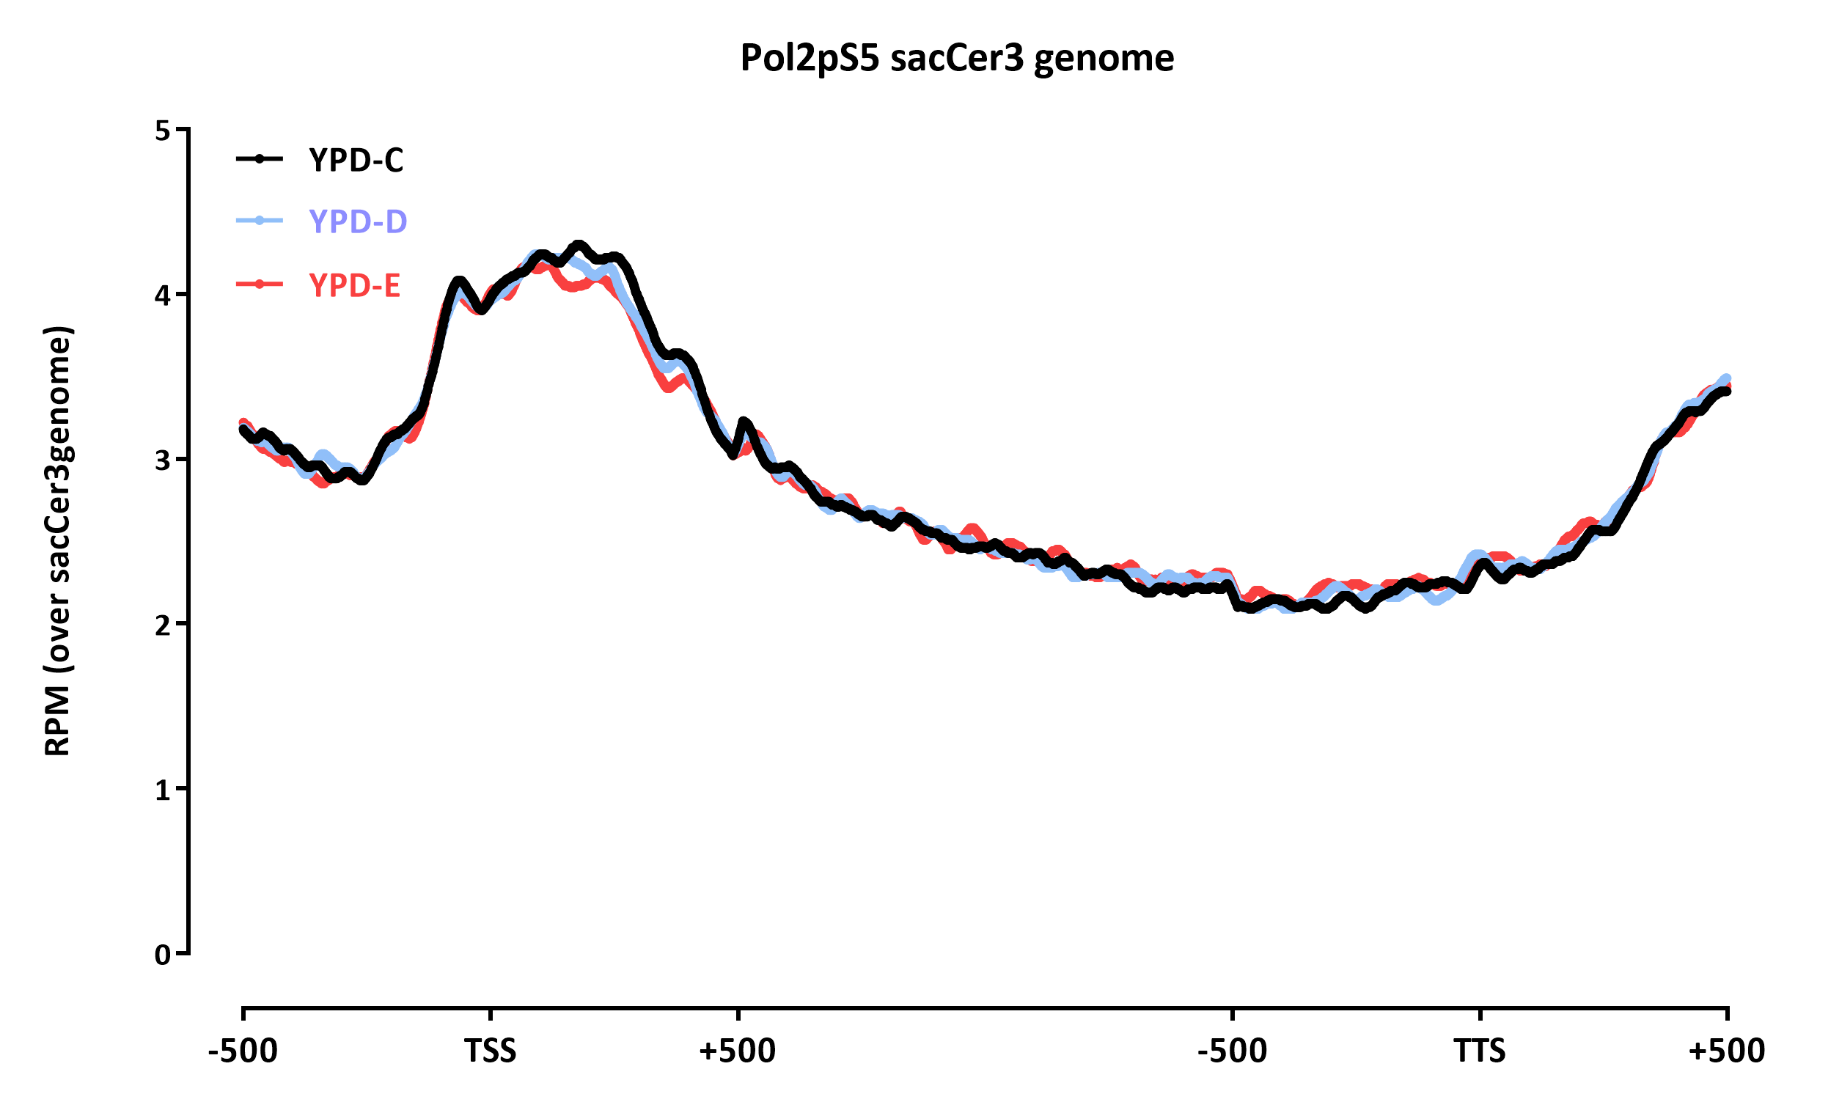 Pol2pS5 sacCer3 genome
5
4
3
2
1
0
RPM (over sacCer3genome)
YPD-C
YPD-D
YPD-E
-500
TSS
+500
-500
TTS
+500